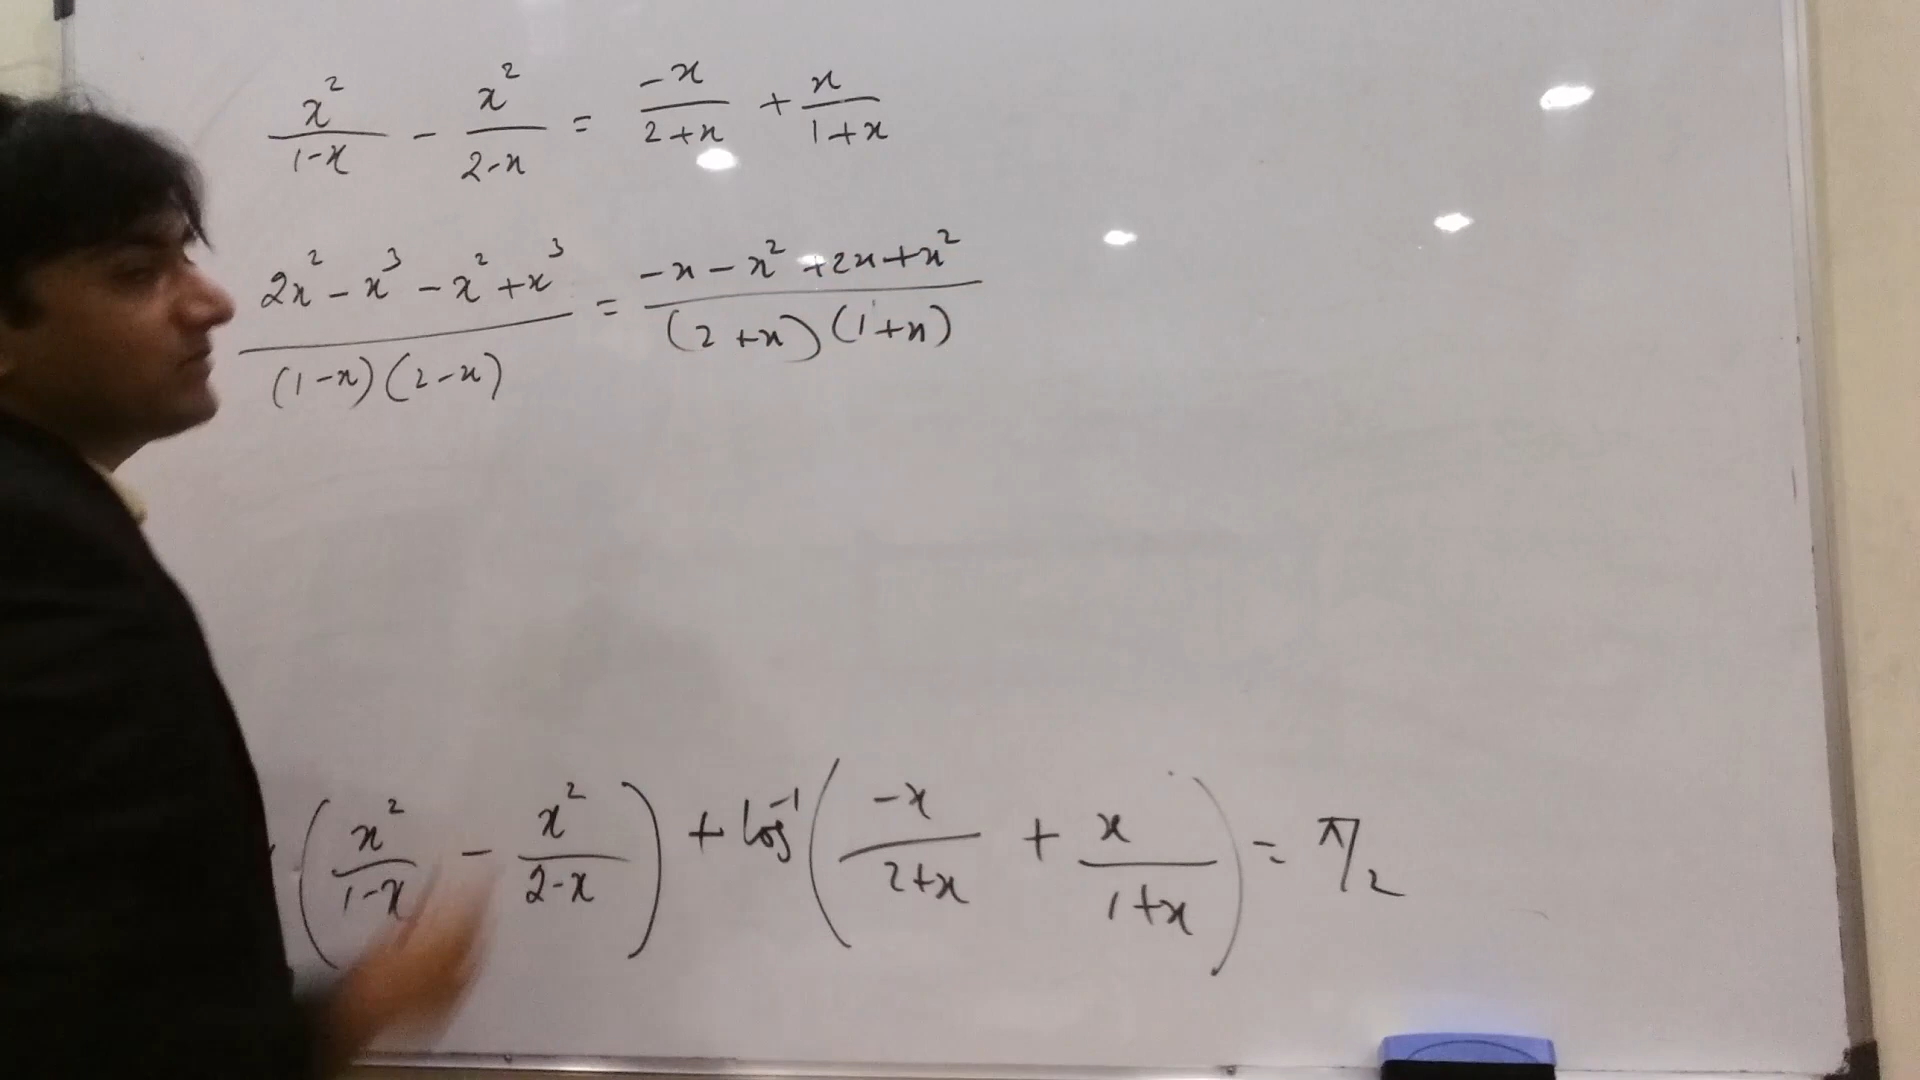 x²/(1-x) - x²/(2-x) = -x/(2+x) + x/(1+x)
(2x² - x³ - x² + x³)/((1-x)(2-x)) = (-x - x² + 2x + x²)/((2+x)(1+x))
(x²/(1-x) - x²/(2-x)) + cos⁻¹(-x/(2+x) + x/(1+x)) = π/2